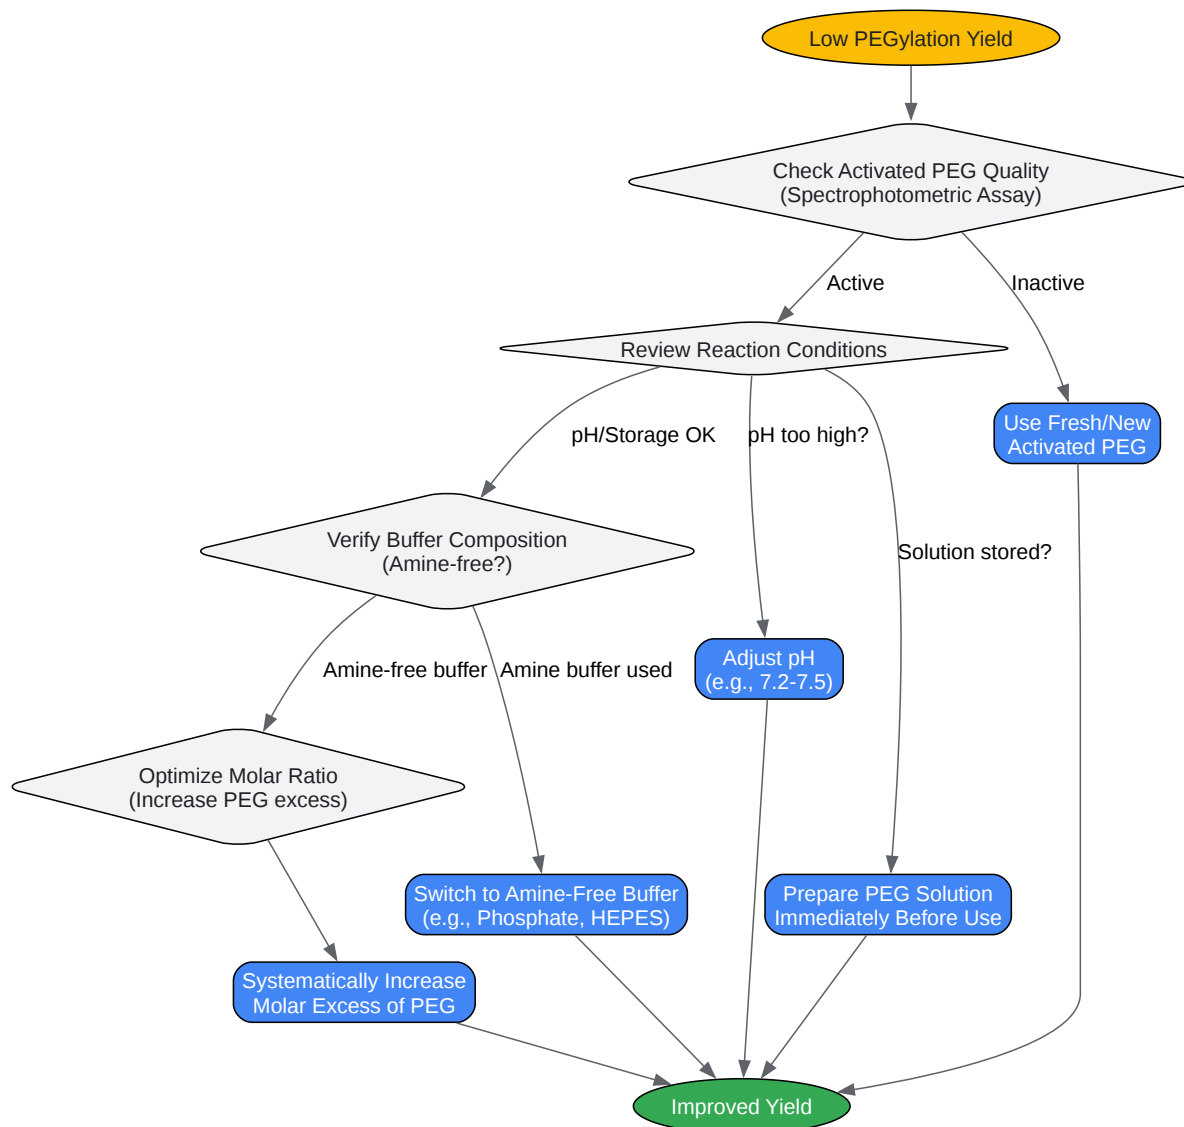 Low PEGylation Yield
Check Activated PEG Quality
(Spectrophotometric Assay)
Active
Inactive
Review Reaction Conditions
Use Fresh/New
Activated PEG
pH/Storage OK
pH too high?
Verify Buffer Composition
(Amine-free?)
Solution stored?
Adjust pH
(e.g., 7.2-7.5)
Amine-free buffer
Amine buffer used
Optimize Molar Ratio
(Increase PEG excess)
Switch to Amine-Free Buffer
(e.g., Phosphate, HEPES)
Prepare PEG Solution
Immediately Before Use
Systematically Increase
Molar Excess of PEG
Improved Yield